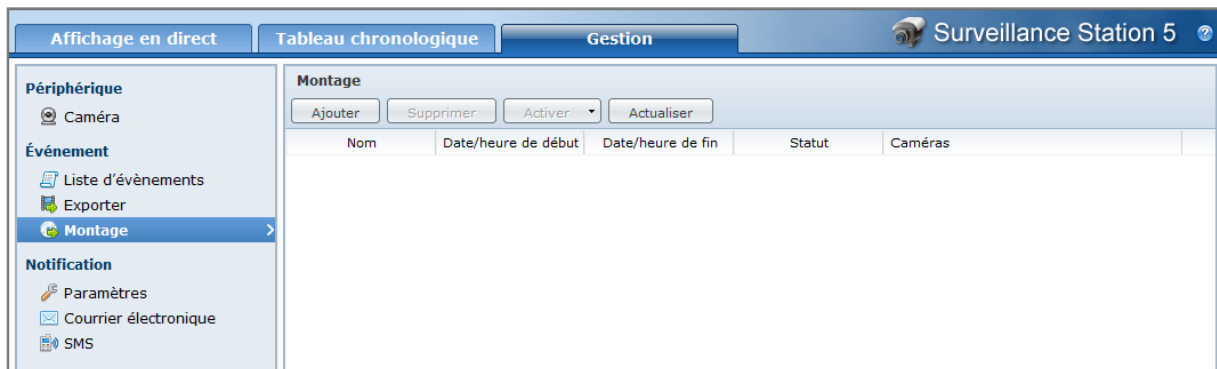 Affichage en direct Tableau chronologique Gestion Surveillance Station 5 ?
Périphérique
Caméra
Événement
Liste d'évènements
Exporter
Montage
Notification
Paramètres
Courrier électronique
SMS
Montage
Ajouter Supprimer Activer Actualiser
Nom Date/heure de début Date/heure de fin Statut Caméras